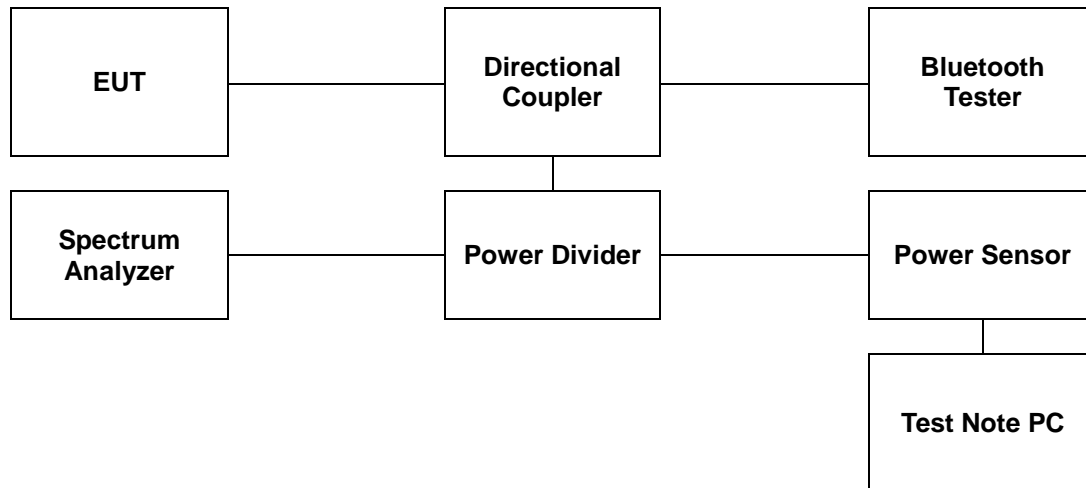 EUT
Directional
Coupler
Bluetooth
Tester
Spectrum
Analyzer
Power Divider
Power Sensor
Test Note PC